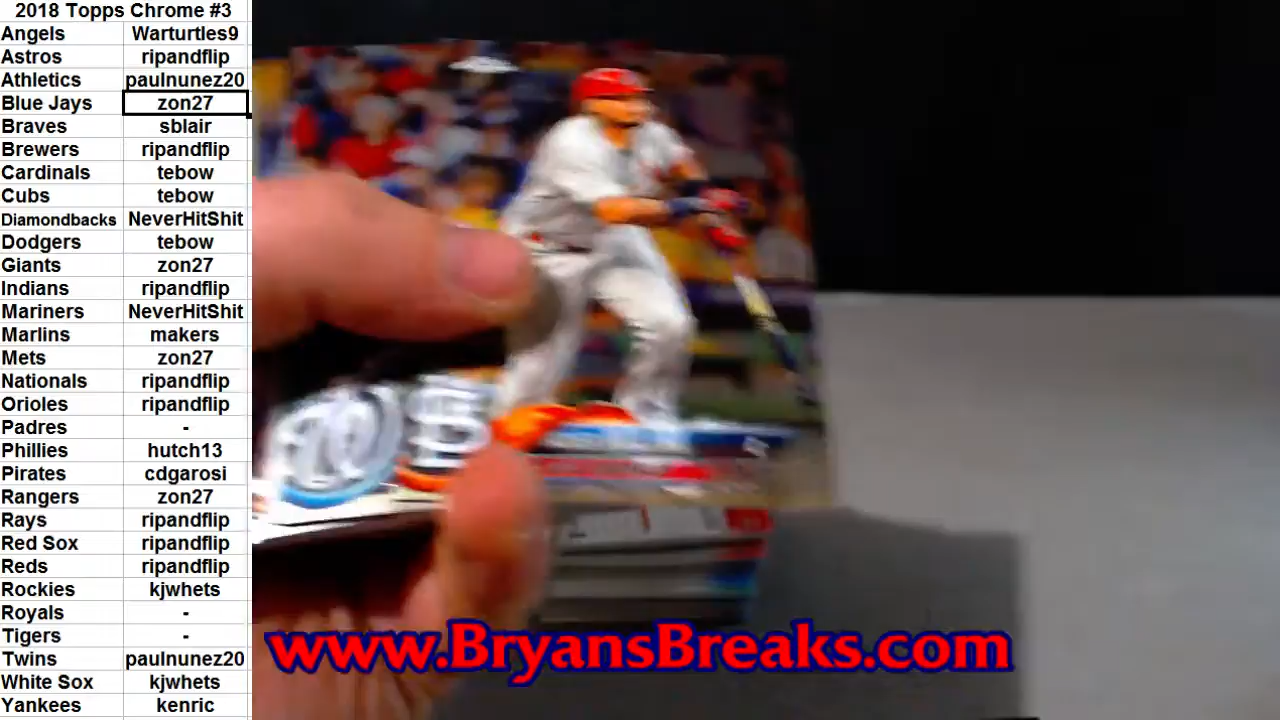 2018 Topps Chrome #3
Angels Warturtles9
Astros ripandflip
Athletics paulnunez20
Blue Jays zon27
Braves sblair
Brewers ripandflip
Cardinals tebow
Cubs tebow
Diamondbacks NeverHitShit
Dodgers tebow
Giants zon27
Indians ripandflip
Mariners NeverHitShit
Marlins makers
Mets zon27
Nationals ripandflip
Orioles ripandflip
Padres -
Phillies hutch13
Pirates cdgarosi
Rangers zon27
Rays ripandflip
Red Sox ripandflip
Reds ripandflip
Rockies kjwhets
Royals -
Tigers -
Twins paulnunez20
White Sox kjwhets
Yankees kenric
www.BryansBreaks.com